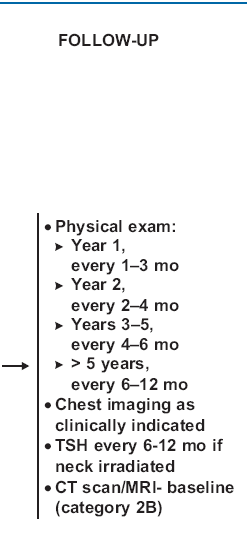 FOLLOW-UP
• Physical exam:
➤ Year 1,
every 1–3 mo
➤ Year 2,
every 2–4 mo
➤ Years 3–5,
every 4–6 mo
➤ > 5 years,
every 6–12 mo
• Chest imaging as
clinically indicated
• TSH every 6-12 mo if
neck irradiated
• CT scan/MRI- baseline
(category 2B)